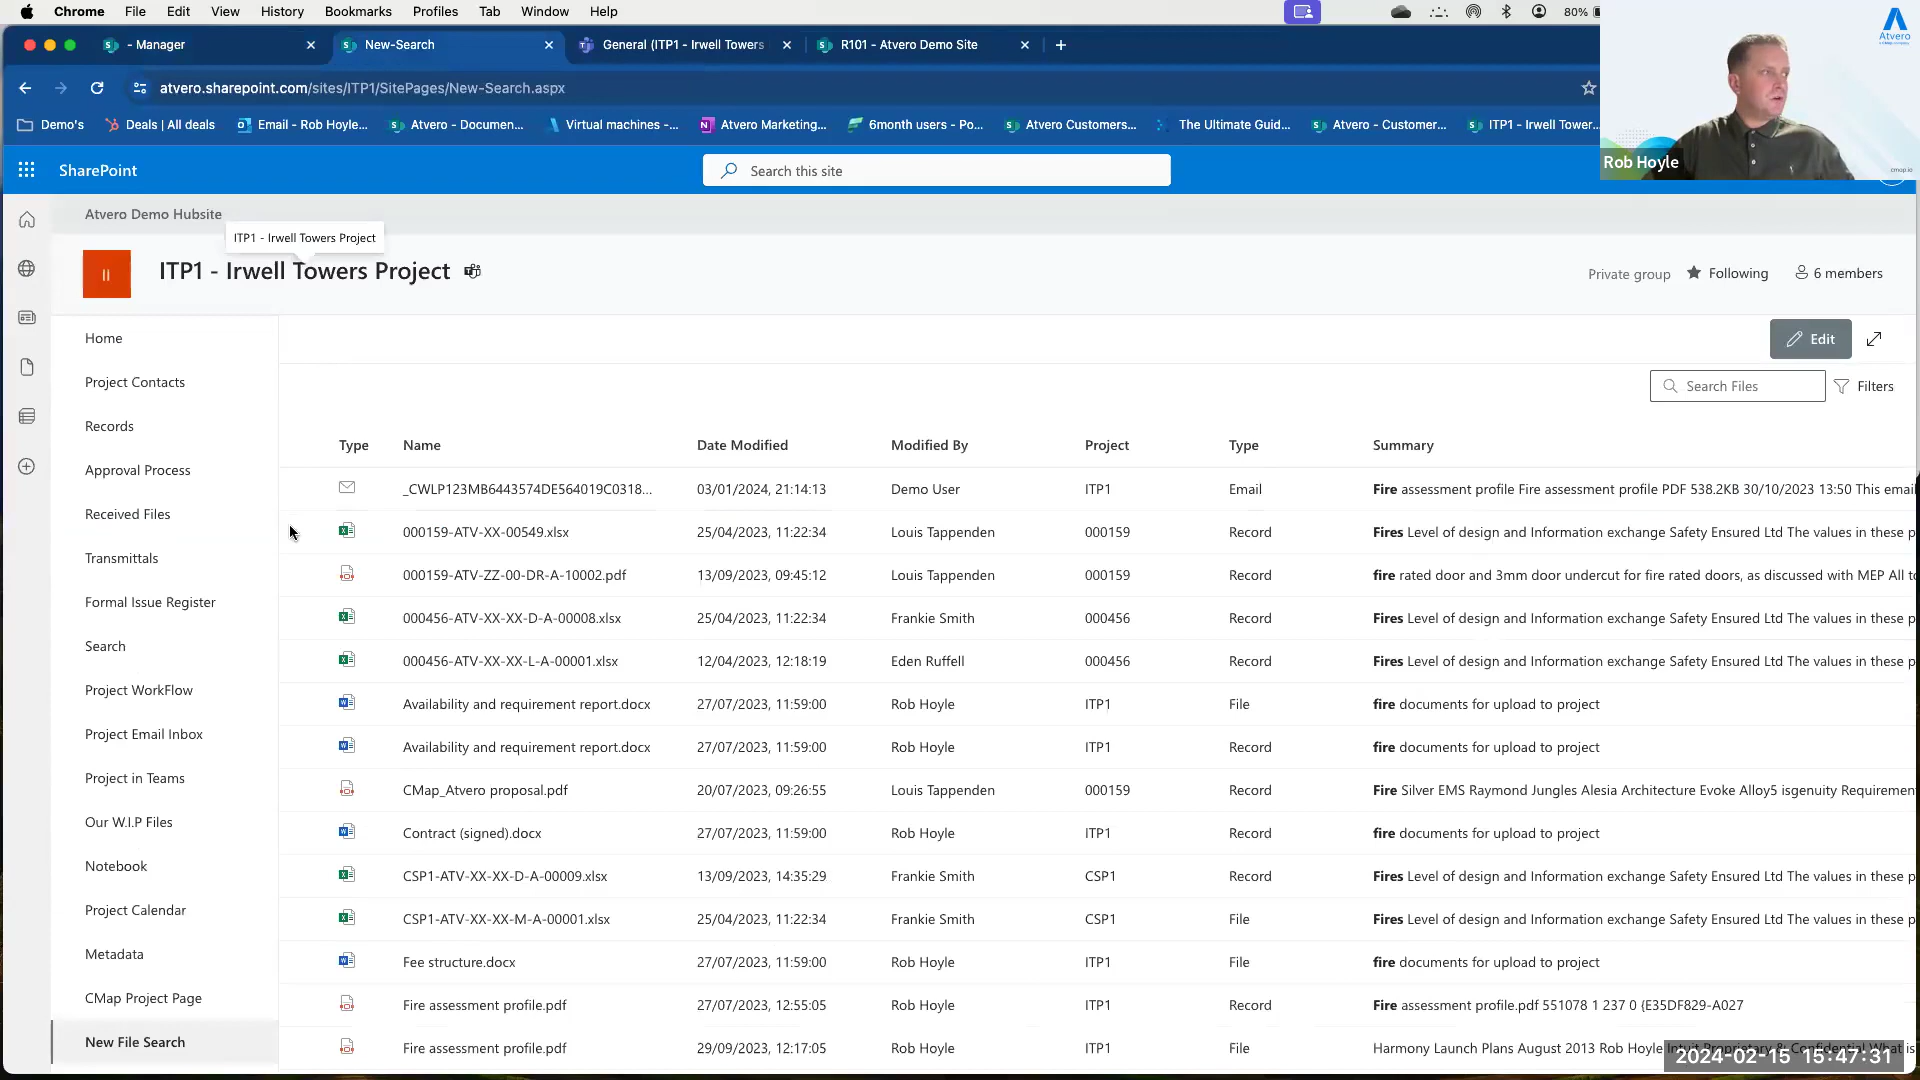 Chrome File Edit View History Bookmarks Profiles Tab Window Help 80%
- Manager New-Search General (ITP1 - Irwell Towers R101 - Atvero Demo Site
Atvero
atvero.sharepoint.com/sites/ITP1/SitePages/New-Search.aspx
Demo's Deals | All deals Email - Rob Hoyle... Atvero - Documen... Virtual machines -... Atvero Marketing... 6month users - Po... Atvero Customers... The Ultimate Guid... Atvero - Customer... ITP1 - Irwell Tower...
Rob Hoyle
cmap.io
SharePoint Search this site
Atvero Demo Hubsite
ITP1 - Irwell Towers Project
II ITP1 - Irwell Towers Project Private group Following 6 members
Home
Edit
Project Contacts
Search Files Filters
Records
Approval Process
Received Files
Transmittals
Formal Issue Register
Search
Project WorkFlow
Project Email Inbox
Project in Teams
Our W.I.P Files
Notebook
Project Calendar
Metadata
CMap Project Page
New File Search
Type Name Date Modified Modified By Project Type Summary
_CWLP123MB6443574DE564019C0318... 03/01/2024, 21:14:13 Demo User ITP1 Email Fire assessment profile Fire assessment profile PDF 538.2KB 30/10/2023 13:50 This email
000159-ATV-XX-00549.xlsx 25/04/2023, 11:22:34 Louis Tappenden 000159 Record Fires Level of design and Information exchange Safety Ensured Ltd The values in these p
000159-ATV-ZZ-00-DR-A-10002.pdf 13/09/2023, 09:45:12 Louis Tappenden 000159 Record fire rated door and 3mm door undercut for fire rated doors, as discussed with MEP All to
000456-ATV-XX-XX-D-A-00008.xlsx 25/04/2023, 11:22:34 Frankie Smith 000456 Record Fires Level of design and Information exchange Safety Ensured Ltd The values in these p
000456-ATV-XX-XX-L-A-00001.xlsx 12/04/2023, 12:18:19 Eden Ruffell 000456 Record Fires Level of design and Information exchange Safety Ensured Ltd The values in these p
Availability and requirement report.docx 27/07/2023, 11:59:00 Rob Hoyle ITP1 File fire documents for upload to project
Availability and requirement report.docx 27/07/2023, 11:59:00 Rob Hoyle ITP1 Record fire documents for upload to project
CMap_Atvero proposal.pdf 20/07/2023, 09:26:55 Louis Tappenden 000159 Record Fire Silver EMS Raymond Jungles Alesia Architecture Evoke Alloy5 isgenuity Requirement
Contract (signed).docx 27/07/2023, 11:59:00 Rob Hoyle ITP1 Record fire documents for upload to project
CSP1-ATV-XX-XX-D-A-00009.xlsx 13/09/2023, 14:35:29 Frankie Smith CSP1 Record Fires Level of design and Information exchange Safety Ensured Ltd The values in these p
CSP1-ATV-XX-XX-M-A-00001.xlsx 25/04/2023, 11:22:34 Frankie Smith CSP1 File Fires Level of design and Information exchange Safety Ensured Ltd The values in these p
Fee structure.docx 27/07/2023, 11:59:00 Rob Hoyle ITP1 File fire documents for upload to project
Fire assessment profile.pdf 27/07/2023, 12:55:05 Rob Hoyle ITP1 Record Fire assessment profile.pdf 551078 1 237 0 {E35DF829-A027
Fire assessment profile.pdf 29/09/2023, 12:17:05 Rob Hoyle ITP1 File Harmony Launch Plans August 2013 Rob Hoyle Intuit Proprietary & Confidential What is
2024-02-15 15:47:31